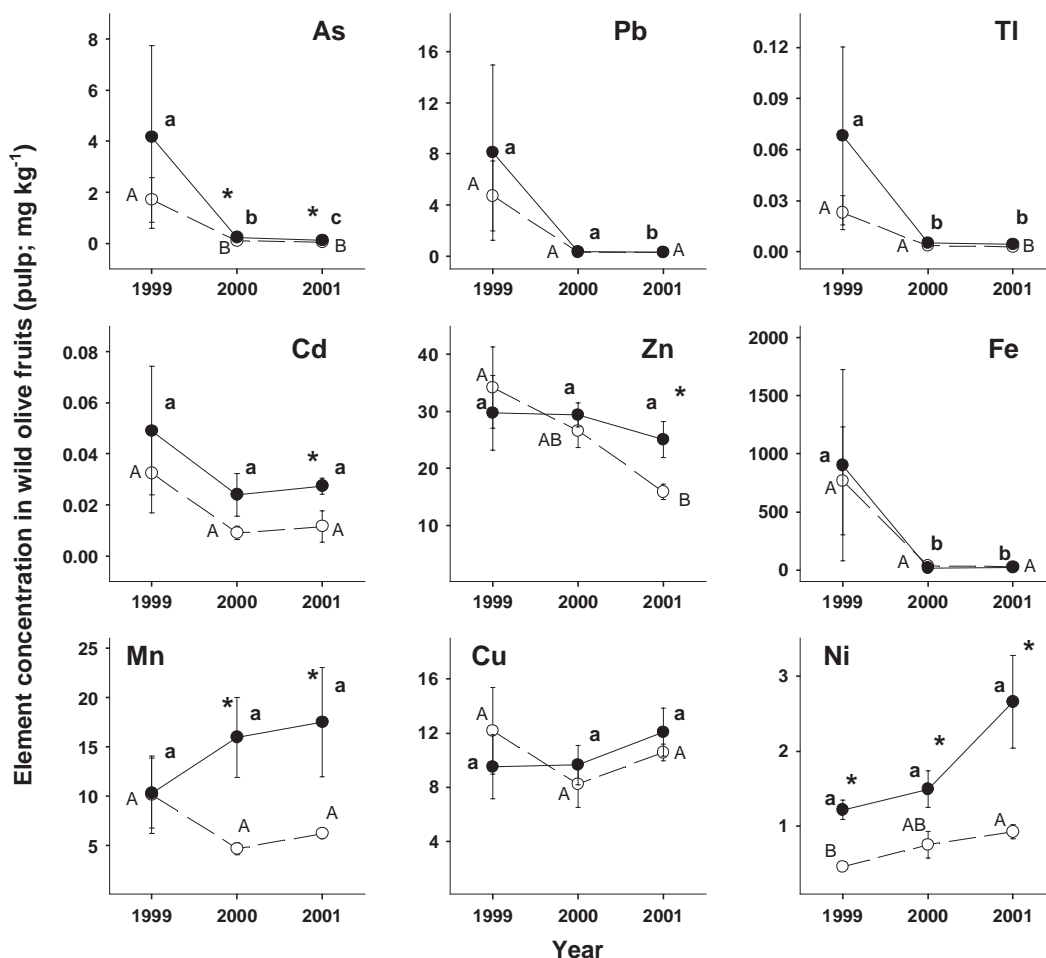 Element concentration in wild olive fruits (pulp; mg kg⁻¹)
As
8
6
4
2
0
a
A
*
b
B
*
c
B
1999 2000 2001
Pb
16
12
8
4
0
a
A
a
A
b
A
1999 2000 2001
Tl
0.12
0.09
0.06
0.03
0.00
a
A
b
A
b
B
1999 2000 2001
Cd
0.08
0.06
0.04
0.02
0.00
a
A
a
A
*
a
A
1999 2000 2001
Zn
40
30
20
10
A
a
a
AB
a
*
B
1999 2000 2001
Fe
2000
1500
1000
500
0
a
A
b
A
b
A
1999 2000 2001
Mn
25
20
15
10
5
a
A
*
a
A
*
a
A
1999 2000 2001
Cu
16
12
8
4
A
a
a
A
a
A
1999 2000 2001
Ni
3
2
1
a
*
B
a
*
AB
a
*
A
1999 2000 2001
Year